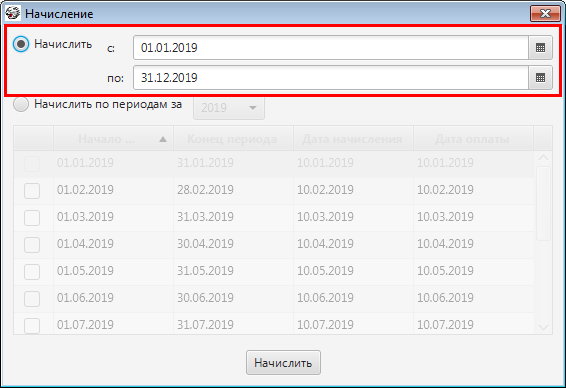 Начисление
Начислить с: 01.01.2019
по: 31.12.2019
Начислить по периодам за 2019
Начало ... Конец периода Дата начисления Дата оплаты
01.01.2019 31.01.2019 10.01.2019 10.01.2019
01.02.2019 28.02.2019 10.02.2019 10.02.2019
01.03.2019 31.03.2019 10.03.2019 10.03.2019
01.04.2019 30.04.2019 10.04.2019 10.04.2019
01.05.2019 31.05.2019 10.05.2019 10.05.2019
01.06.2019 30.06.2019 10.06.2019 10.06.2019
01.07.2019 31.07.2019 10.07.2019 10.07.2019
Начислить